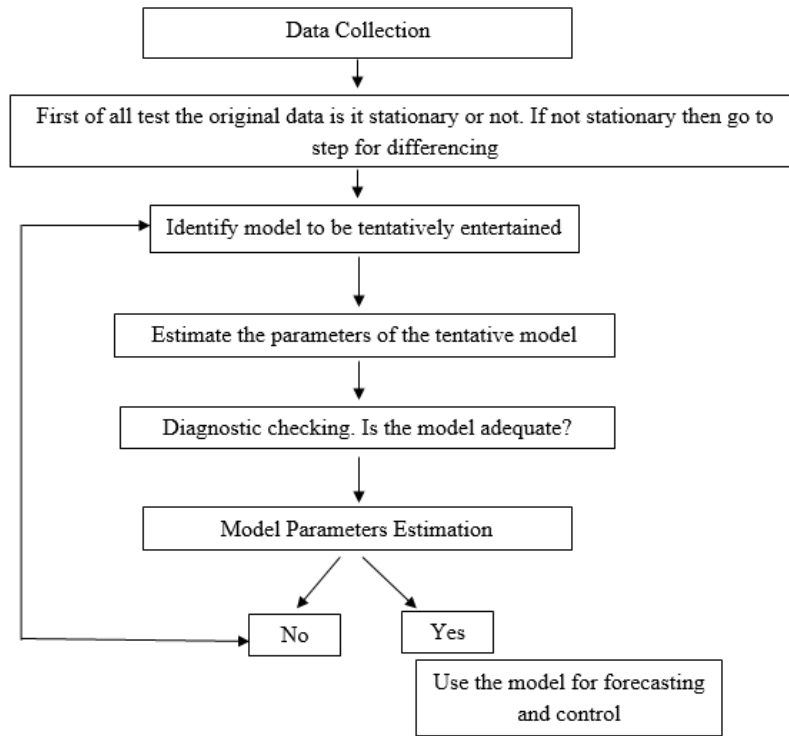 Data Collection
First of all test the original data is it stationary or not. If not stationary then go to
step for differencing
Identify model to be tentatively entertained
Estimate the parameters of the tentative model
Diagnostic checking. Is the model adequate?
Model Parameters Estimation
No
Yes
Use the model for forecasting
and control